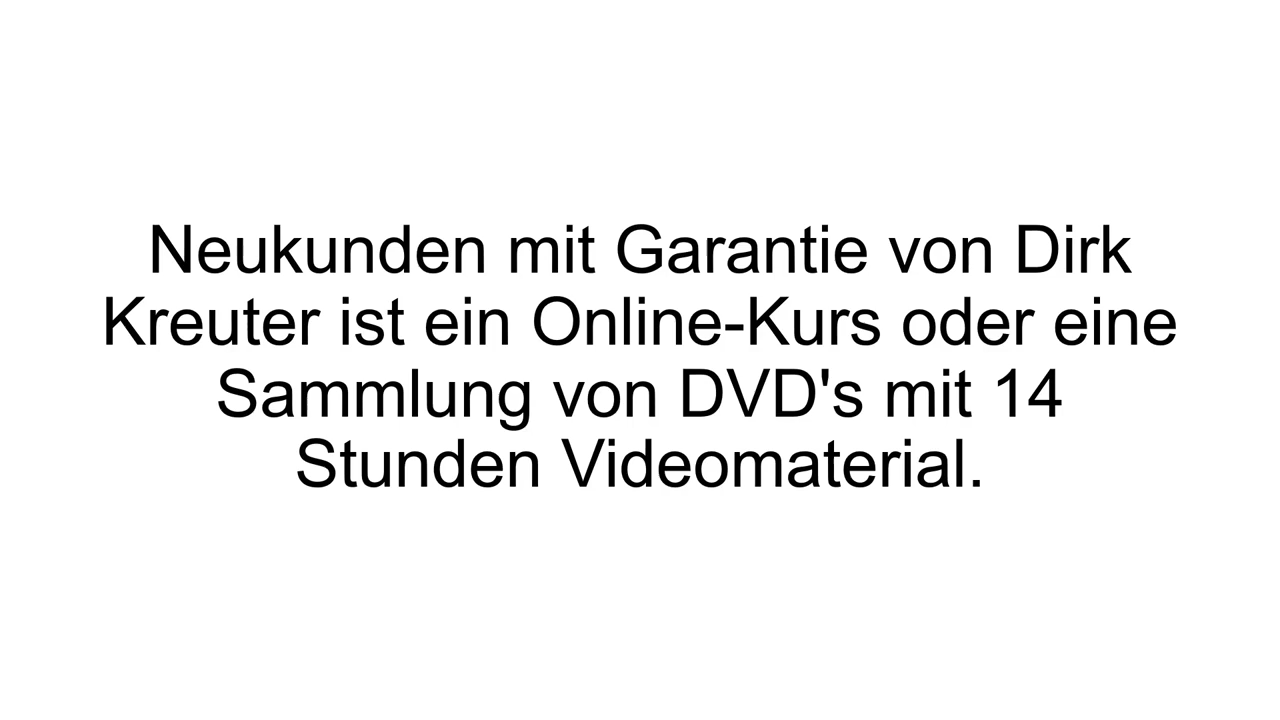 Neukunden mit Garantie von Dirk
Kreuter ist ein Online-Kurs oder eine
Sammlung von DVD's mit 14
Stunden Videomaterial.